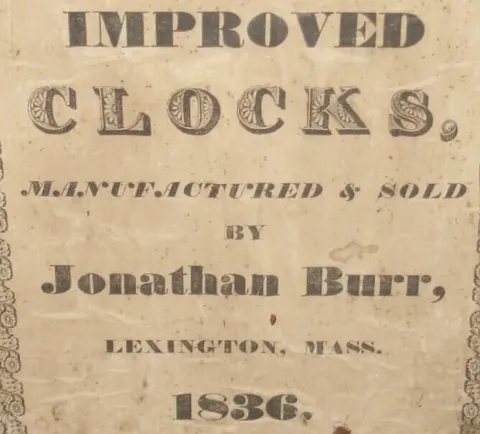 IMPROVED
CLOCKS,
MANUFACTURED & SOLD
BY
Jonathan Burr,
LEXINGTON, MASS.
1836.